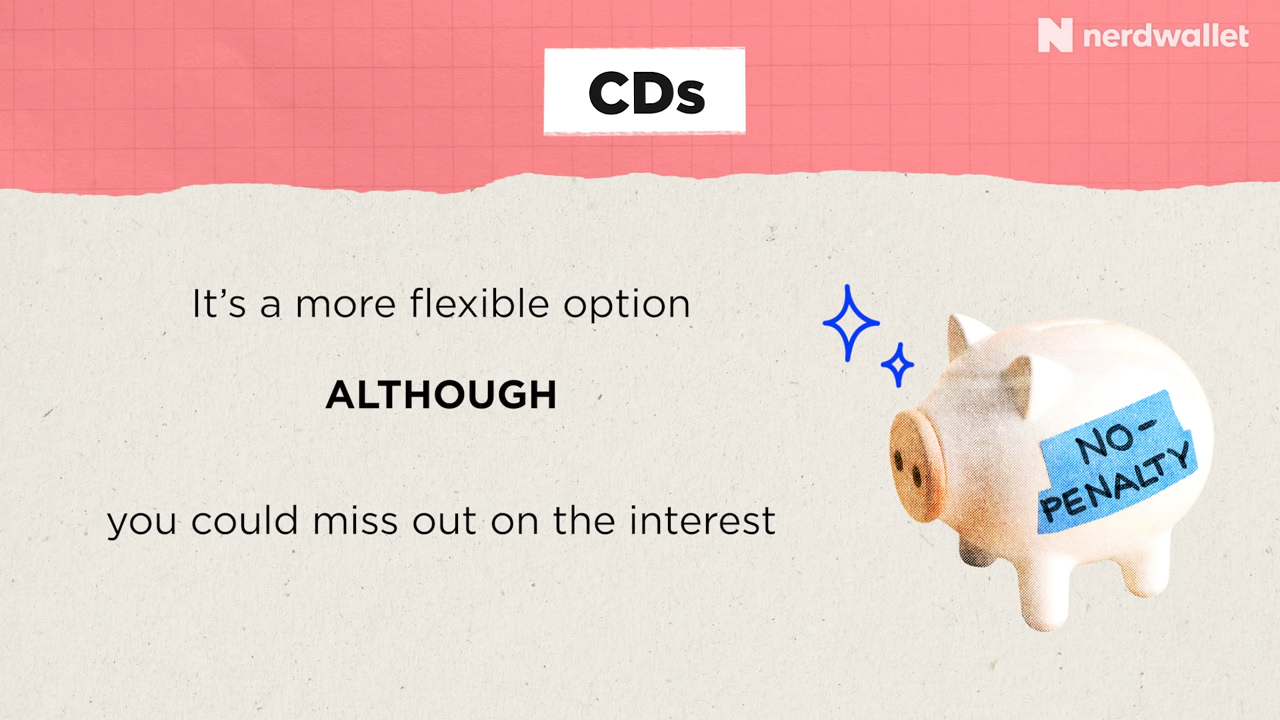 nerdwallet
CDs
It’s a more flexible option
ALTHOUGH
you could miss out on the interest
NO-
PENALTY